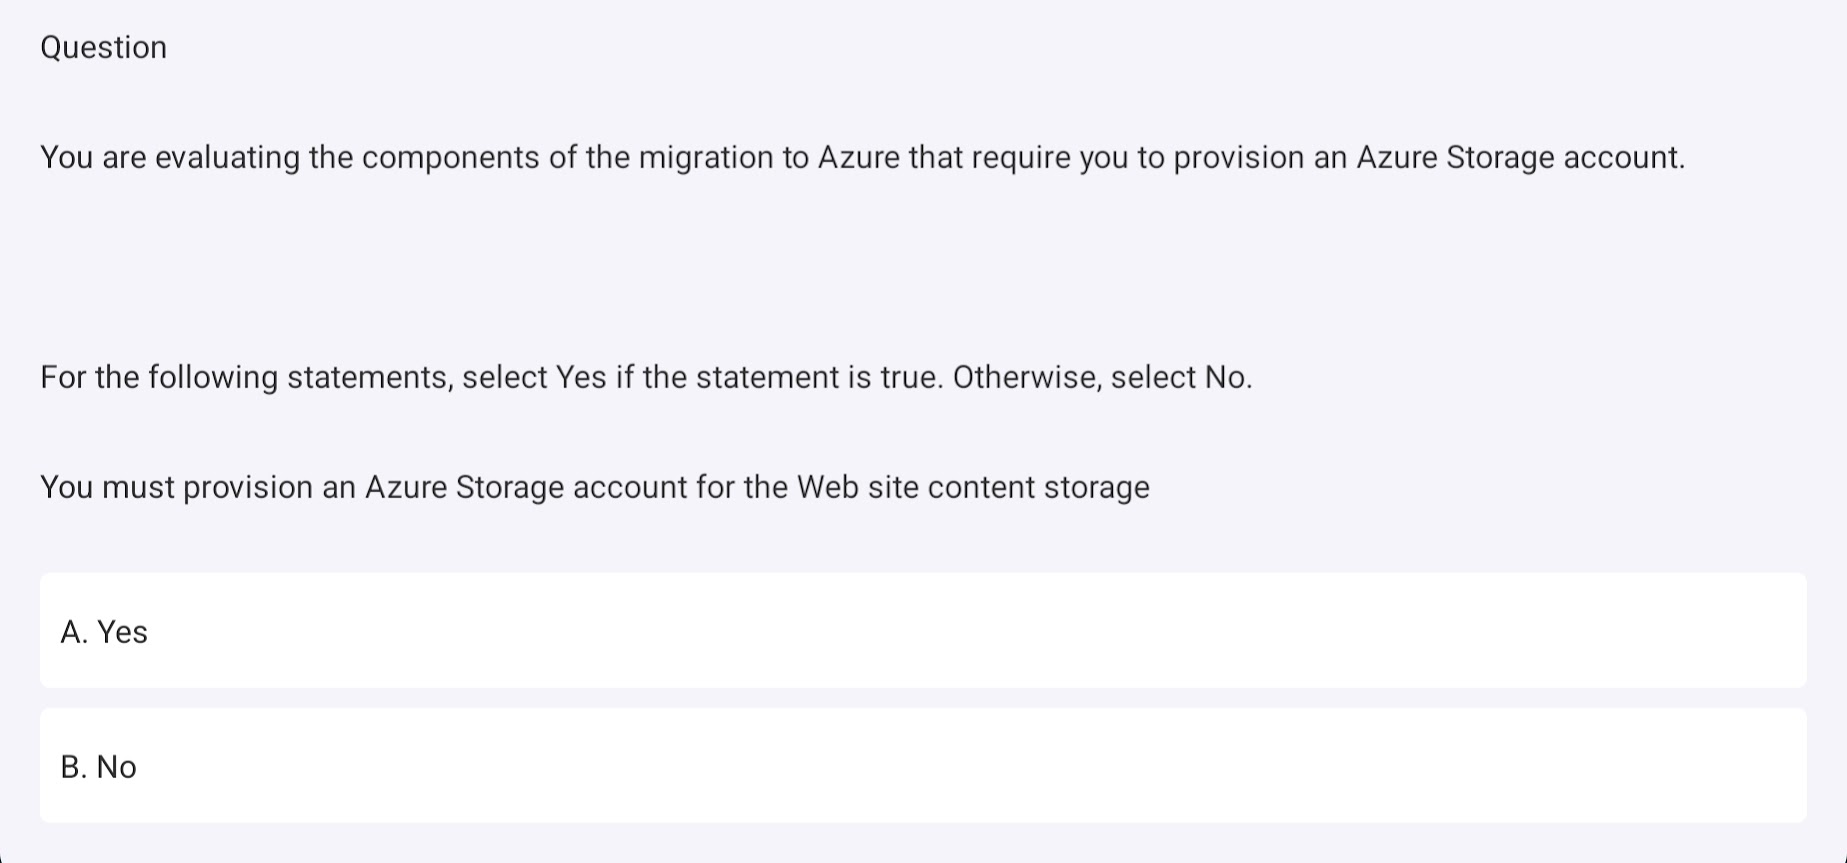 Question
You are evaluating the components of the migration to Azure that require you to provision an Azure Storage account.
For the following statements, select Yes if the statement is true. Otherwise, select No.
You must provision an Azure Storage account for the Web site content storage
A. Yes
B. No